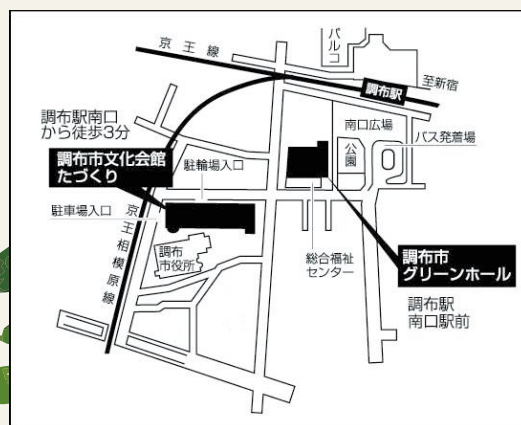 パルコ
京王線
調布駅
至新宿
調布駅南口
から徒歩3分
南口広場
バス発着場
公園
調布市文化会館
たづくり
駐輪場入口
駐車場入口
京王相模原線
調布
市役所
総合福祉
センター
調布市
グリーンホール
調布駅
南口駅前